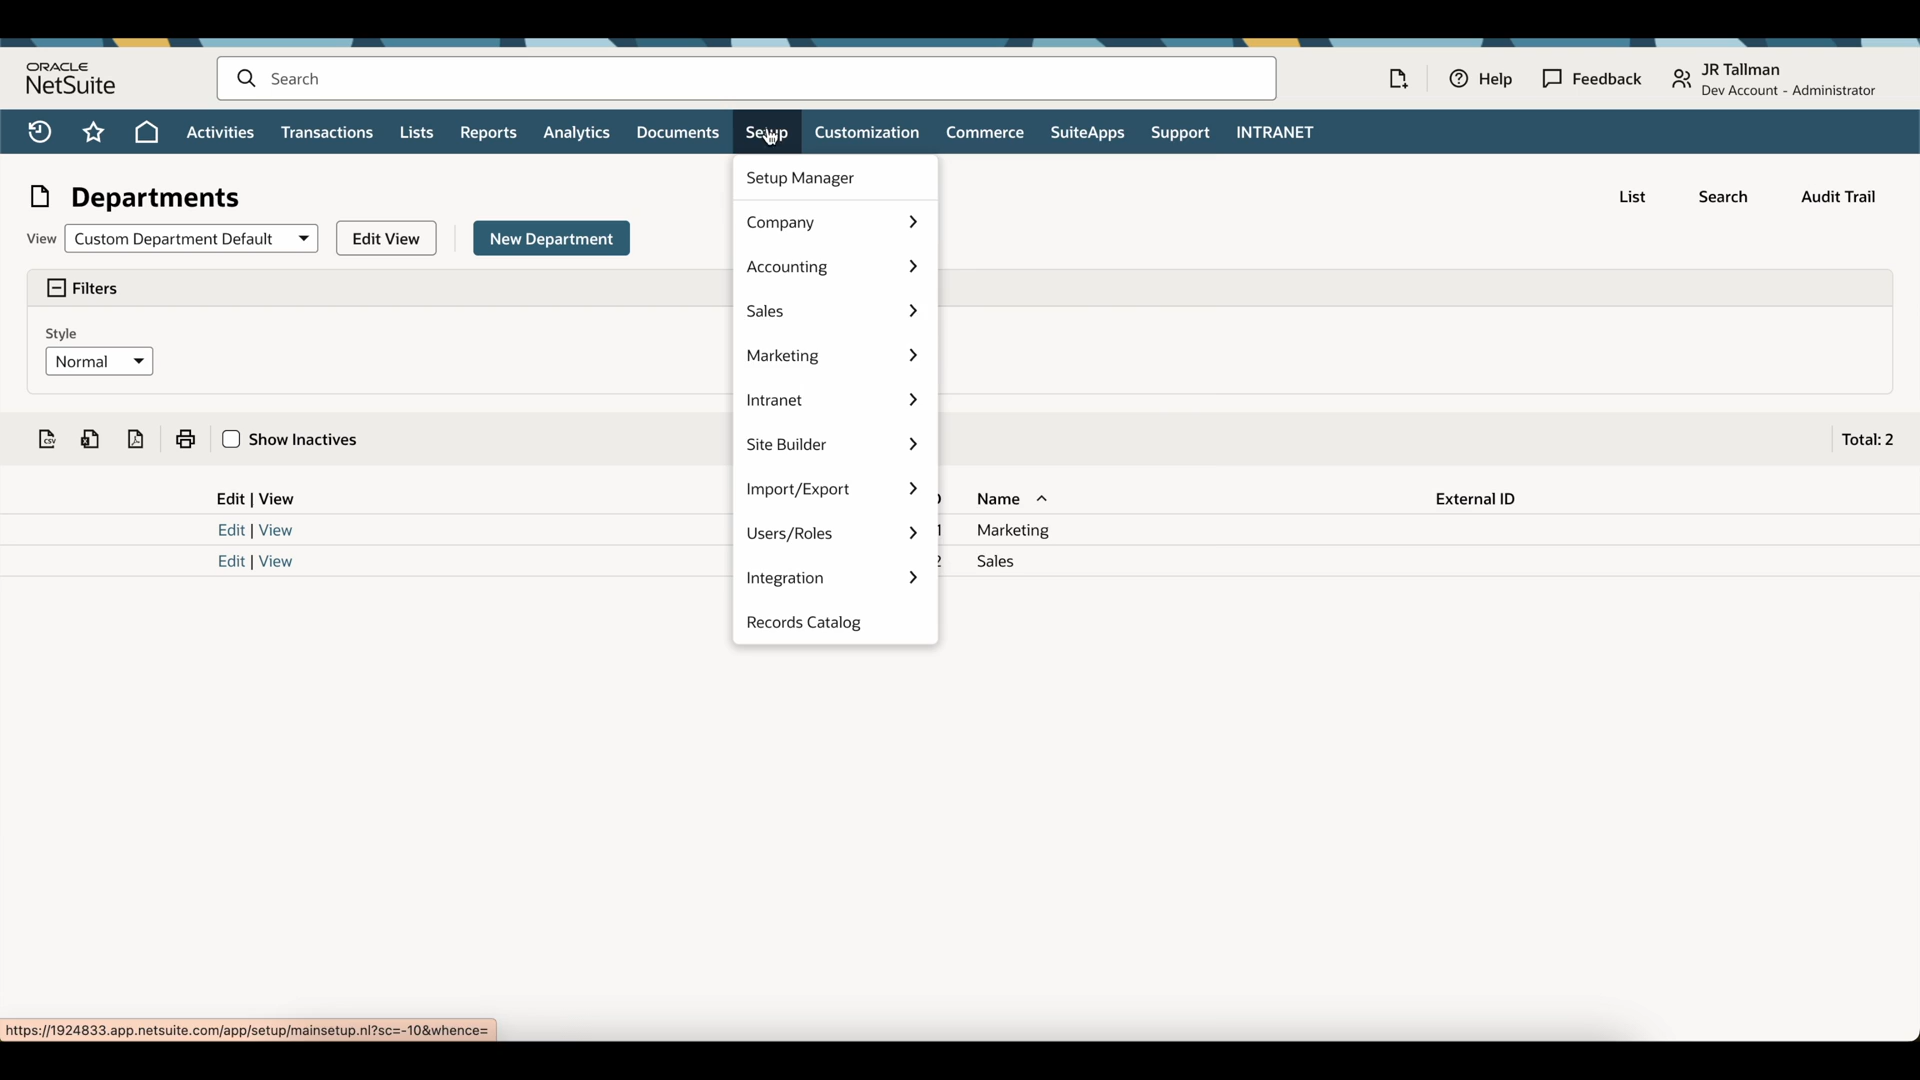 ORACLE
NetSuite
Search
Help
Feedback
JR Tallman
Dev Account - Administrator
Activities Transactions Lists Reports Analytics Documents Setup Customization Commerce SuiteApps Support INTRANET
Departments
List Search Audit Trail
View Custom Department Default Edit View New Department
Setup Manager
Company
Accounting
Sales
Marketing
Intranet
Site Builder
Import/Export
Users/Roles
Integration
Records Catalog
Filters
Style
Normal
CSV
Show Inactives
Total: 2
Edit | View Name External ID
Edit | View 1 Marketing
Edit | View 2 Sales
https://1924833.app.netsuite.com/app/setup/mainsetup.nl?sc=-10&whence=